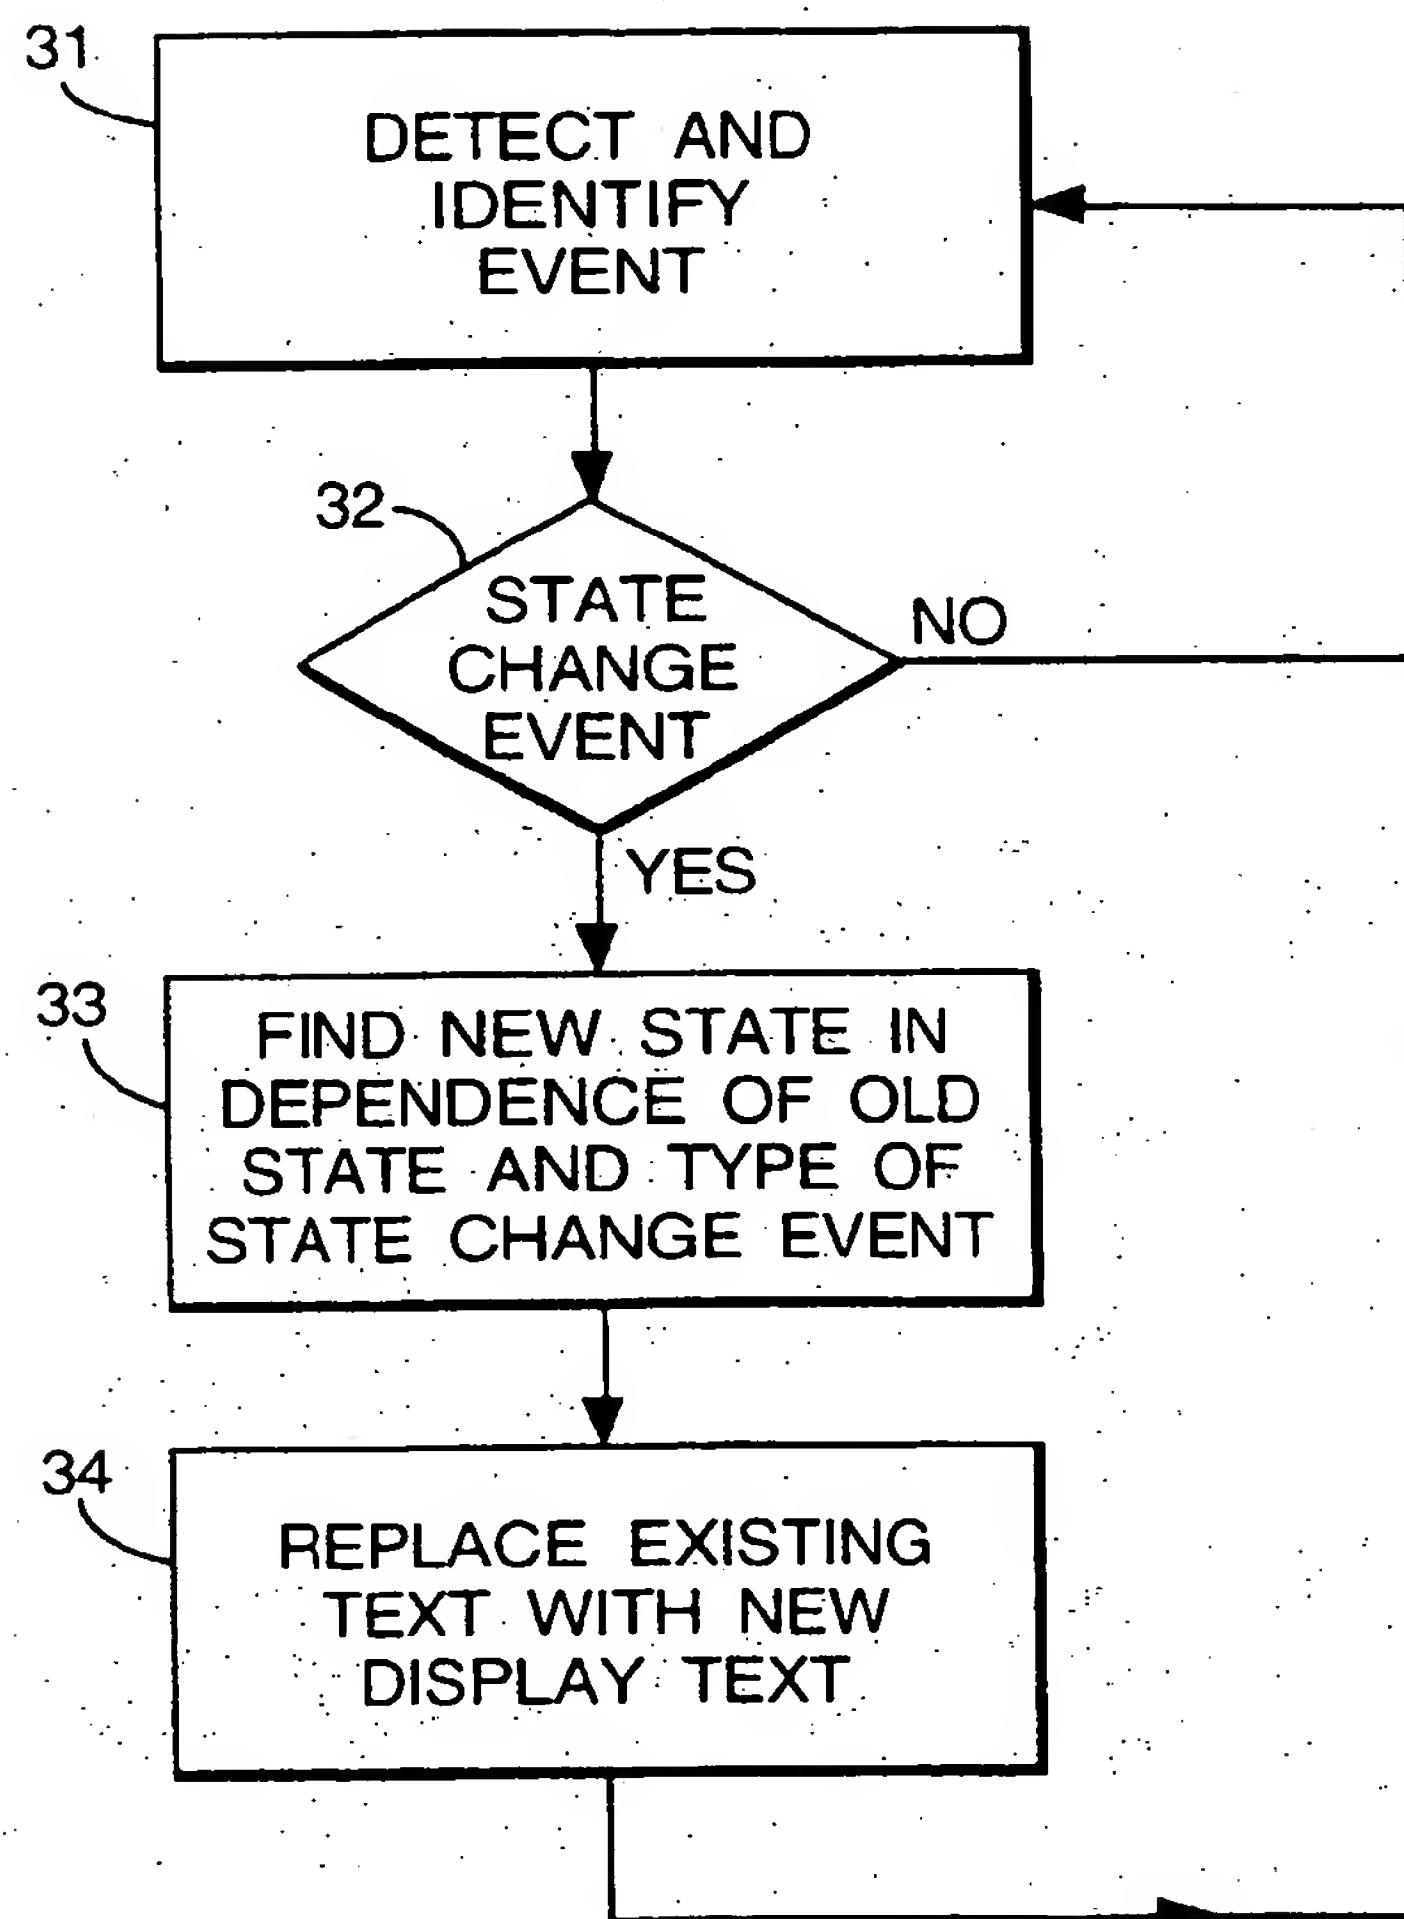 31
DETECT AND
IDENTIFY
EVENT
32
STATE
CHANGE
EVENT
NO
YES
33
FIND NEW STATE IN
DEPENDENCE OF OLD
STATE AND TYPE OF
STATE CHANGE EVENT
34
REPLACE EXISTING
TEXT WITH NEW
DISPLAY TEXT